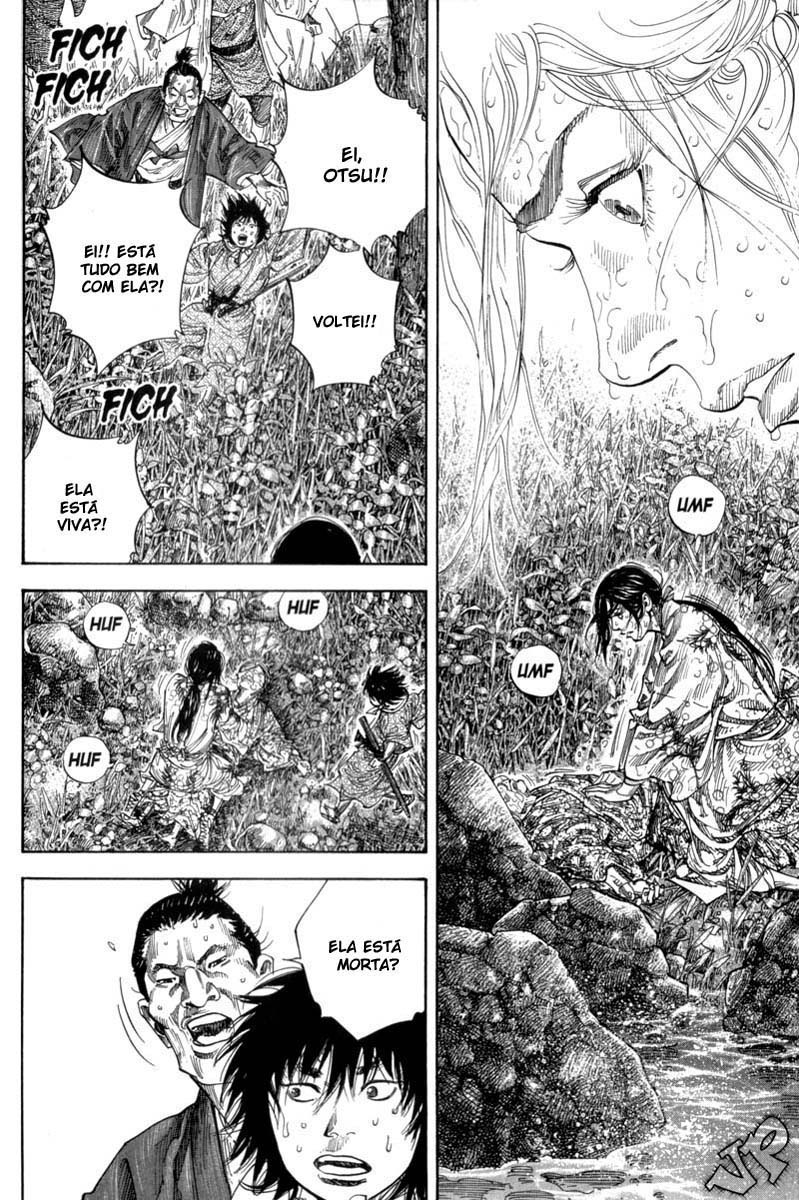 UMF
UMF
FICH
FICH
EI,
OTSU!!
EI!! ESTÁ
TUDO BEM
COM ELA?!
VOLTEI!!
FICH
ELA
ESTÁ
VIVA?!
HUF
HUF
HUF
ELA ESTÁ
MORTA?
VP